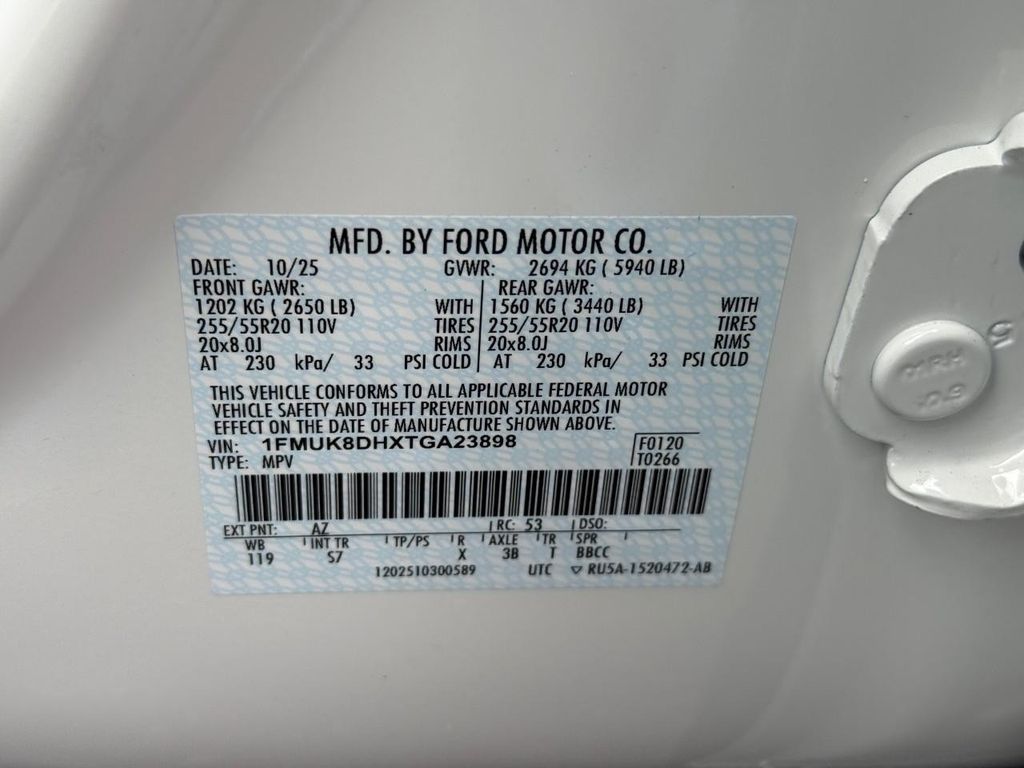 MFD. BY FORD MOTOR CO.
DATE: 10/25 GVWR: 2694 KG ( 5940 LB)
FRONT GAWR: REAR GAWR:
1202 KG ( 2650 LB) WITH 1560 KG ( 3440 LB) WITH
255/55R20 110V TIRES 255/55R20 110V TIRES
20x8.0J RIMS 20x8.0J RIMS
AT 230 kPa/ 33 PSI COLD AT 230 kPa/ 33 PSI COLD
THIS VEHICLE CONFORMS TO ALL APPLICABLE FEDERAL MOTOR
VEHICLE SAFETY AND THEFT PREVENTION STANDARDS IN
EFFECT ON THE DATE OF MANUFACTURE SHOWN ABOVE.
VIN: 1FMUK8DHXTGA23898 F0120
TYPE: MPV T0266
EXT PNT: AZ RC: 53 DSO:
WB INT TR TP/PS R AXLE TR SPR
119 S7 X 3B T BBCC
1202510300589 UTC ▽ RU5A-1520472-AB
5